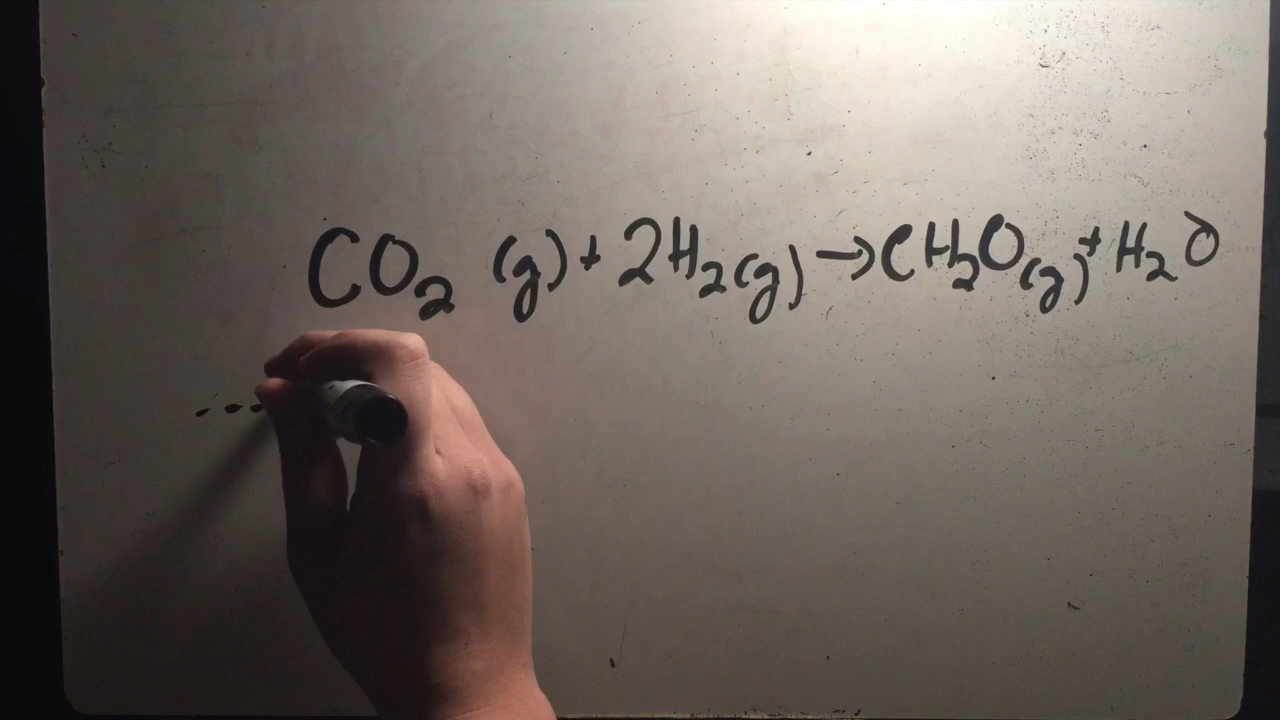 CO₂ (g) + 2H₂(g) → CH₂O(g) + H₂O